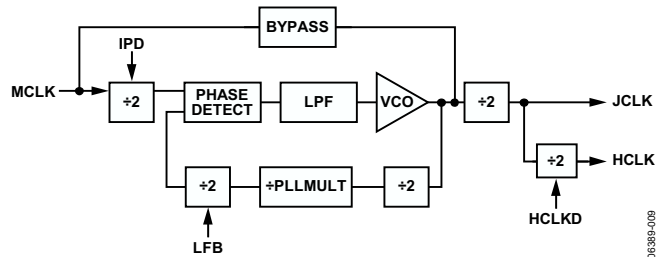 BYPASS
IPD
MCLK
÷2
PHASE
DETECT
LPF
VCO
÷2
JCLK
÷2
÷PLLMULT
÷2
÷2
HCLK
LFB
HCLKD
06389-009